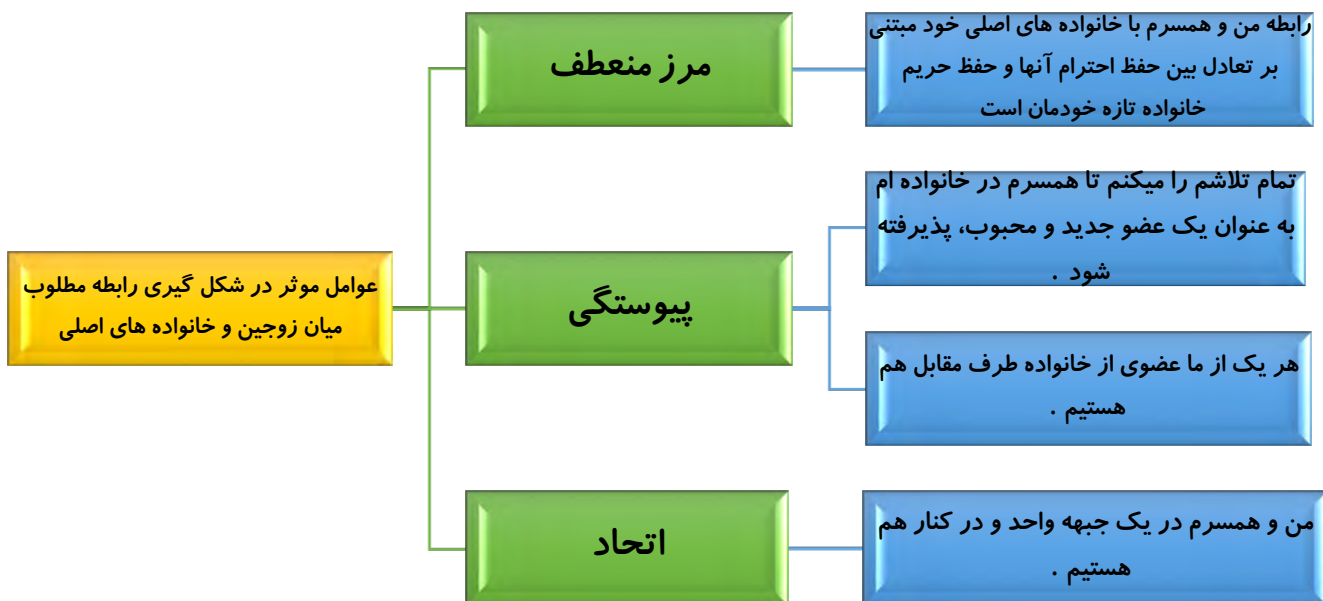 عوامل موثر در شکل گیری رابطه مطلوب
میان زوجین و خانواده های اصلی
مرز منعطف
رابطه من و همسرم با خانواده های اصلی خود مبتنی
بر تعادل بین حفظ احترام آنها و حفظ حریم
خانواده تازه خودمان است
پیوستگی
تمام تلاشم را میکنم تا همسرم در خانواده ام
به عنوان یک عضو جدید و محبوب، پذیرفته
شود .
هر یک از ما عضوی از خانواده طرف مقابل هم
هستیم .
اتحاد
من و همسرم در یک جبهه واحد و در کنار هم
هستیم .